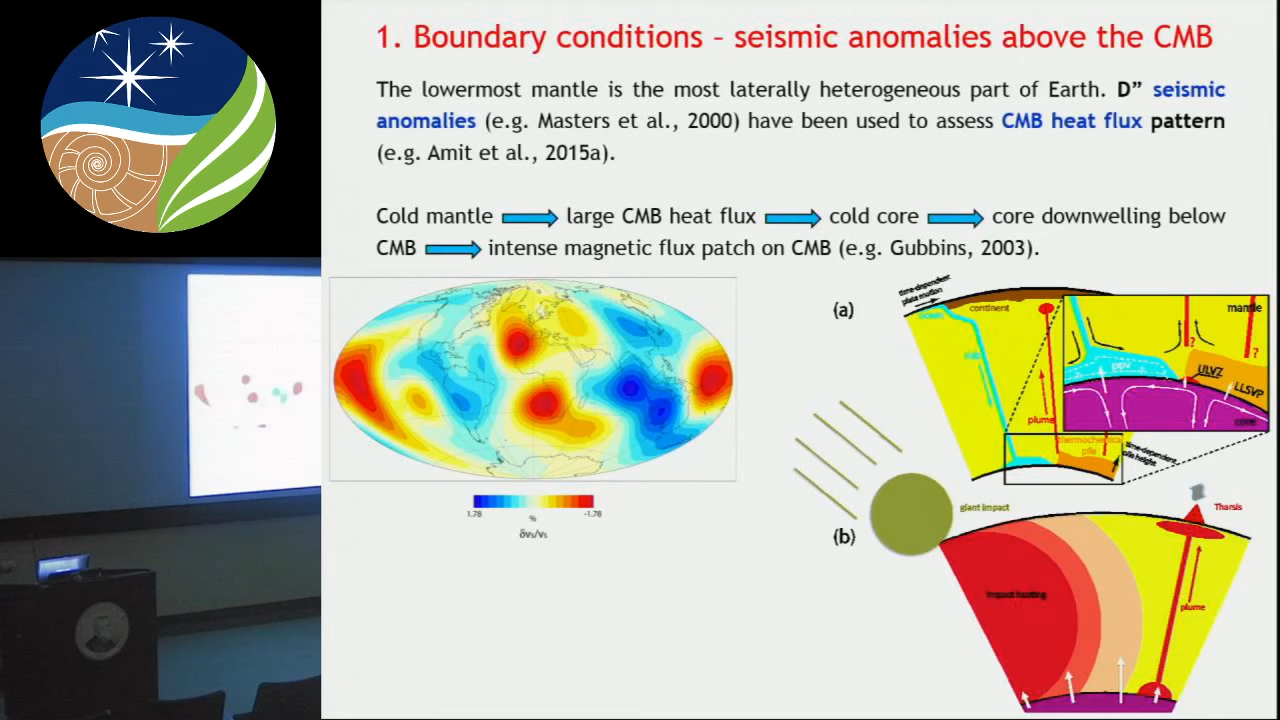 1. Boundary conditions – seismic anomalies above the CMB
The lowermost mantle is the most laterally heterogeneous part of Earth. D” seismic
anomalies (e.g. Masters et al., 2000) have been used to assess CMB heat flux pattern
(e.g. Amit et al., 2015a).
Cold mantle large CMB heat flux cold core core downwelling below
CMB intense magnetic flux patch on CMB (e.g. Gubbins, 2003).
(a)
time-dependent
plate motion
continent
slab
plume
thermochemical
pile
time-dependent
pile height
mantle
?
?
ppv
ULVZ
LLSVP
core
1.78
%
-1.78
δvs/vs
(b)
giant impact
Tharsis
impact heating
plume